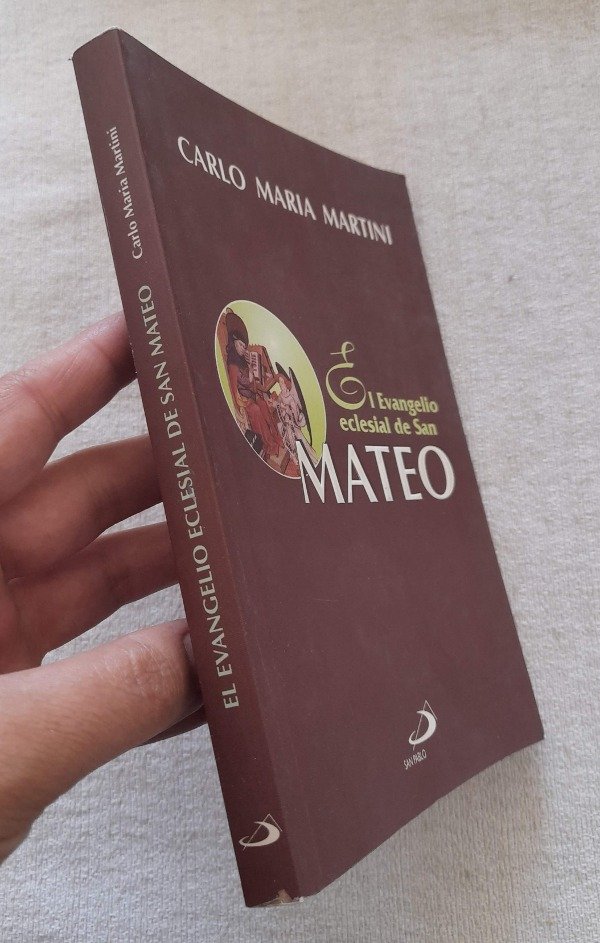 CARLO MARIA MARTINI
El Evangelio
eclesial de San
MATEO
SAN PABLO
EL EVANGELIO ECLESIAL DE SAN MATEO Carlo Maria Martini